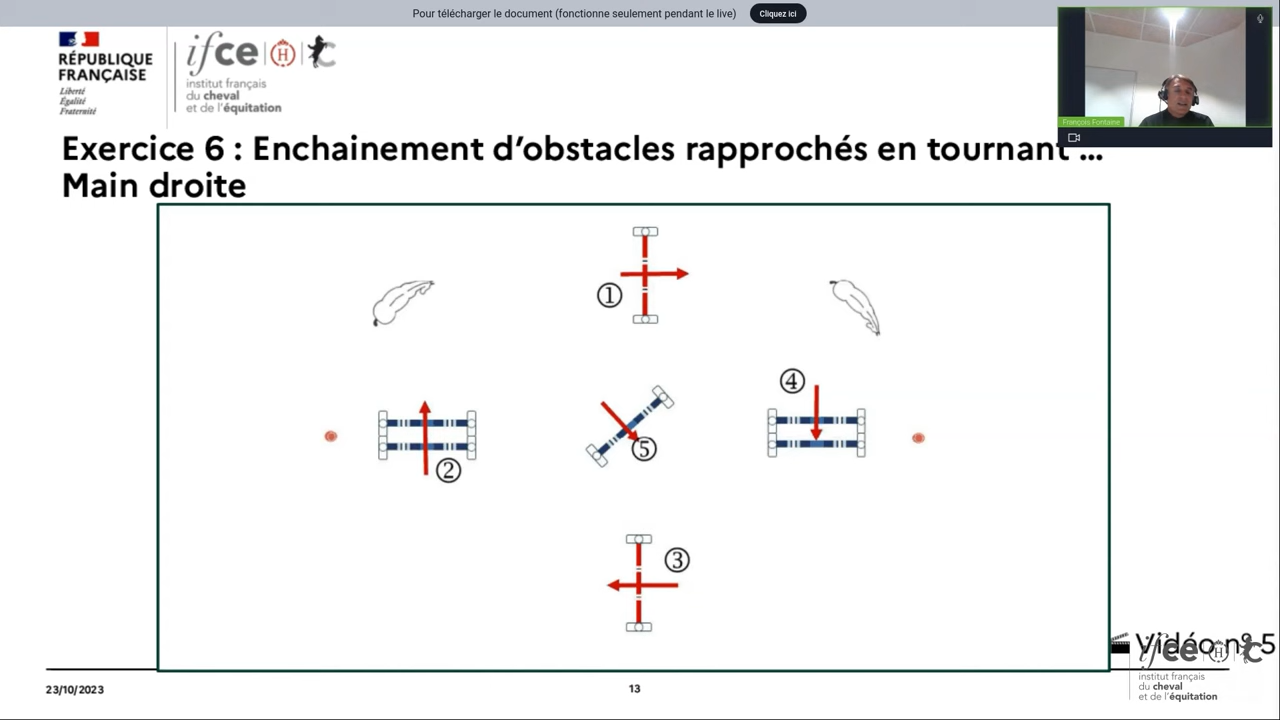 Pour télécharger le document (fonctionne seulement pendant le live) Cliquez ici
RÉPUBLIQUE
FRANÇAISE
Liberté
Égalité
Fraternité
ifce H
institut français
du cheval
et de l'équitation
François Fontaine
Exercice 6 : Enchainement d'obstacles rapprochés en tournant ...
Main droite
①
④
②
⑤
③
Vidéo n° 5
ifce H
institut français
du cheval
et de l'équitation
23/10/2023
13